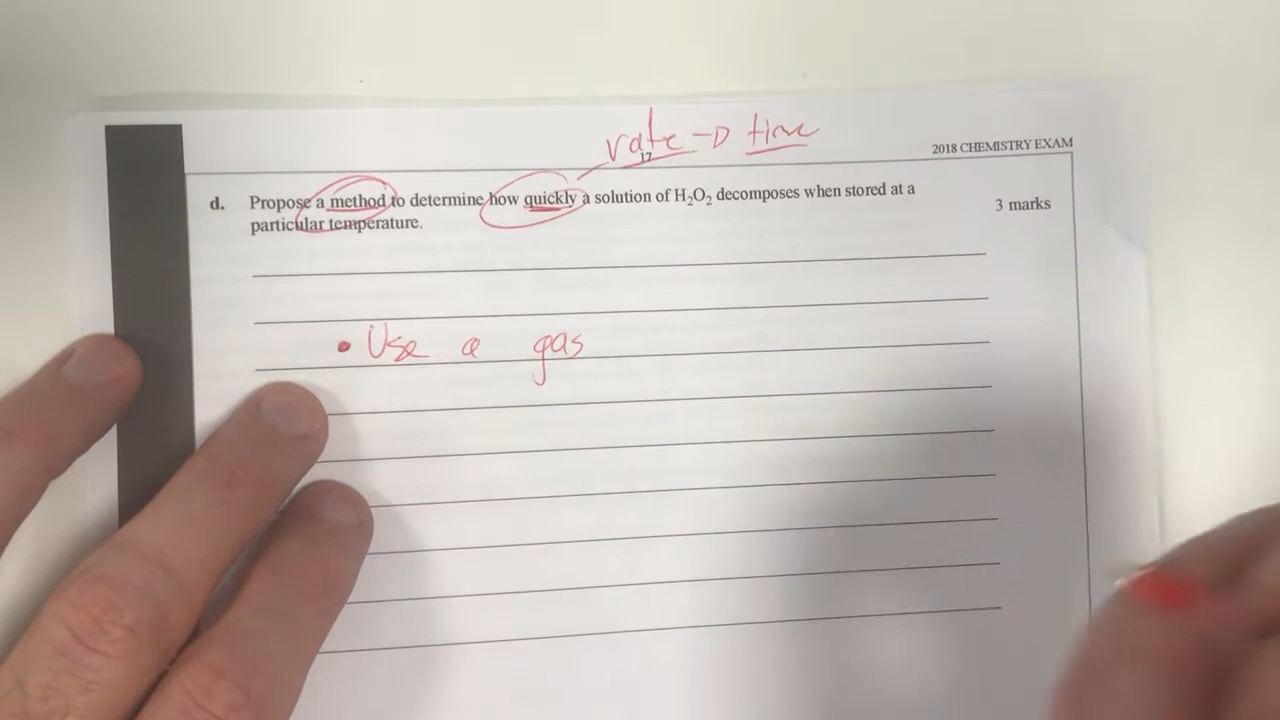 rate → time
17
2018 CHEMISTRY EXAM
d. Propose a method to determine how quickly a solution of H₂O₂ decomposes when stored at a
particular temperature.
3 marks
• Use a gas